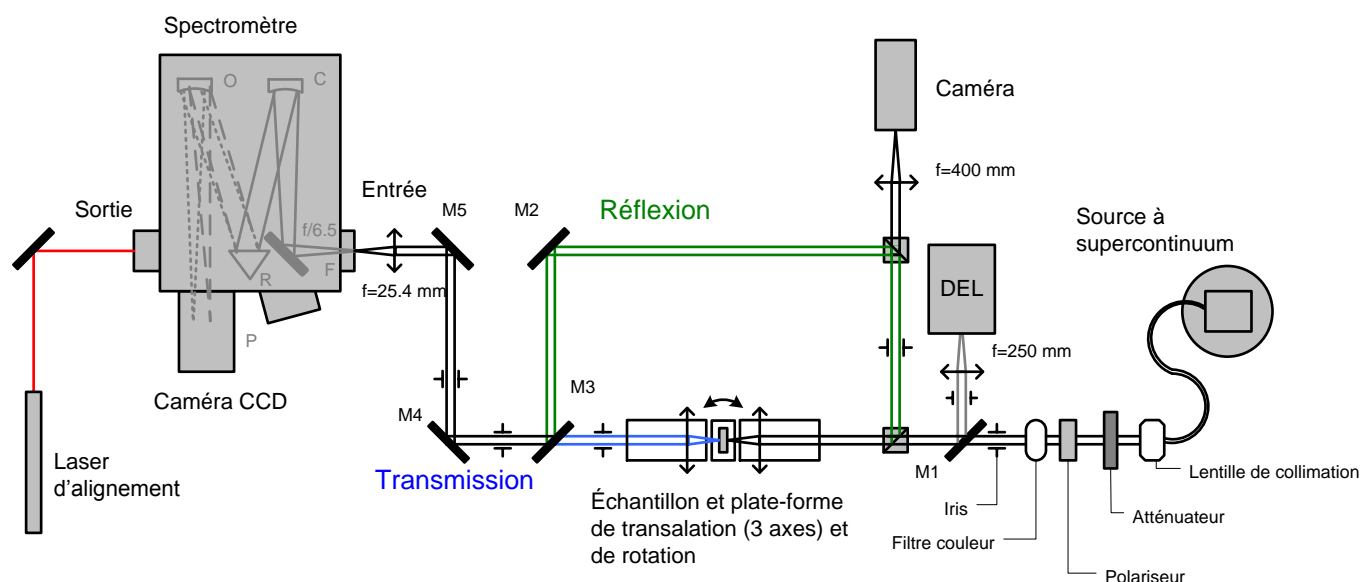 Spectromètre
O
C
Caméra
f=400 mm
Entrée
Sortie
M5
M2
Réflexion
Source à
supercontinuum
f/6.5
F
R
f=25.4 mm
DEL
P
f=250 mm
Caméra CCD
M4
M3
Transmission
Laser
d’alignement
M1
Échantillon et plate-forme
de transalation (3 axes) et
de rotation
Lentille de collimation
Iris
Atténuateur
Filtre couleur
Polariseur